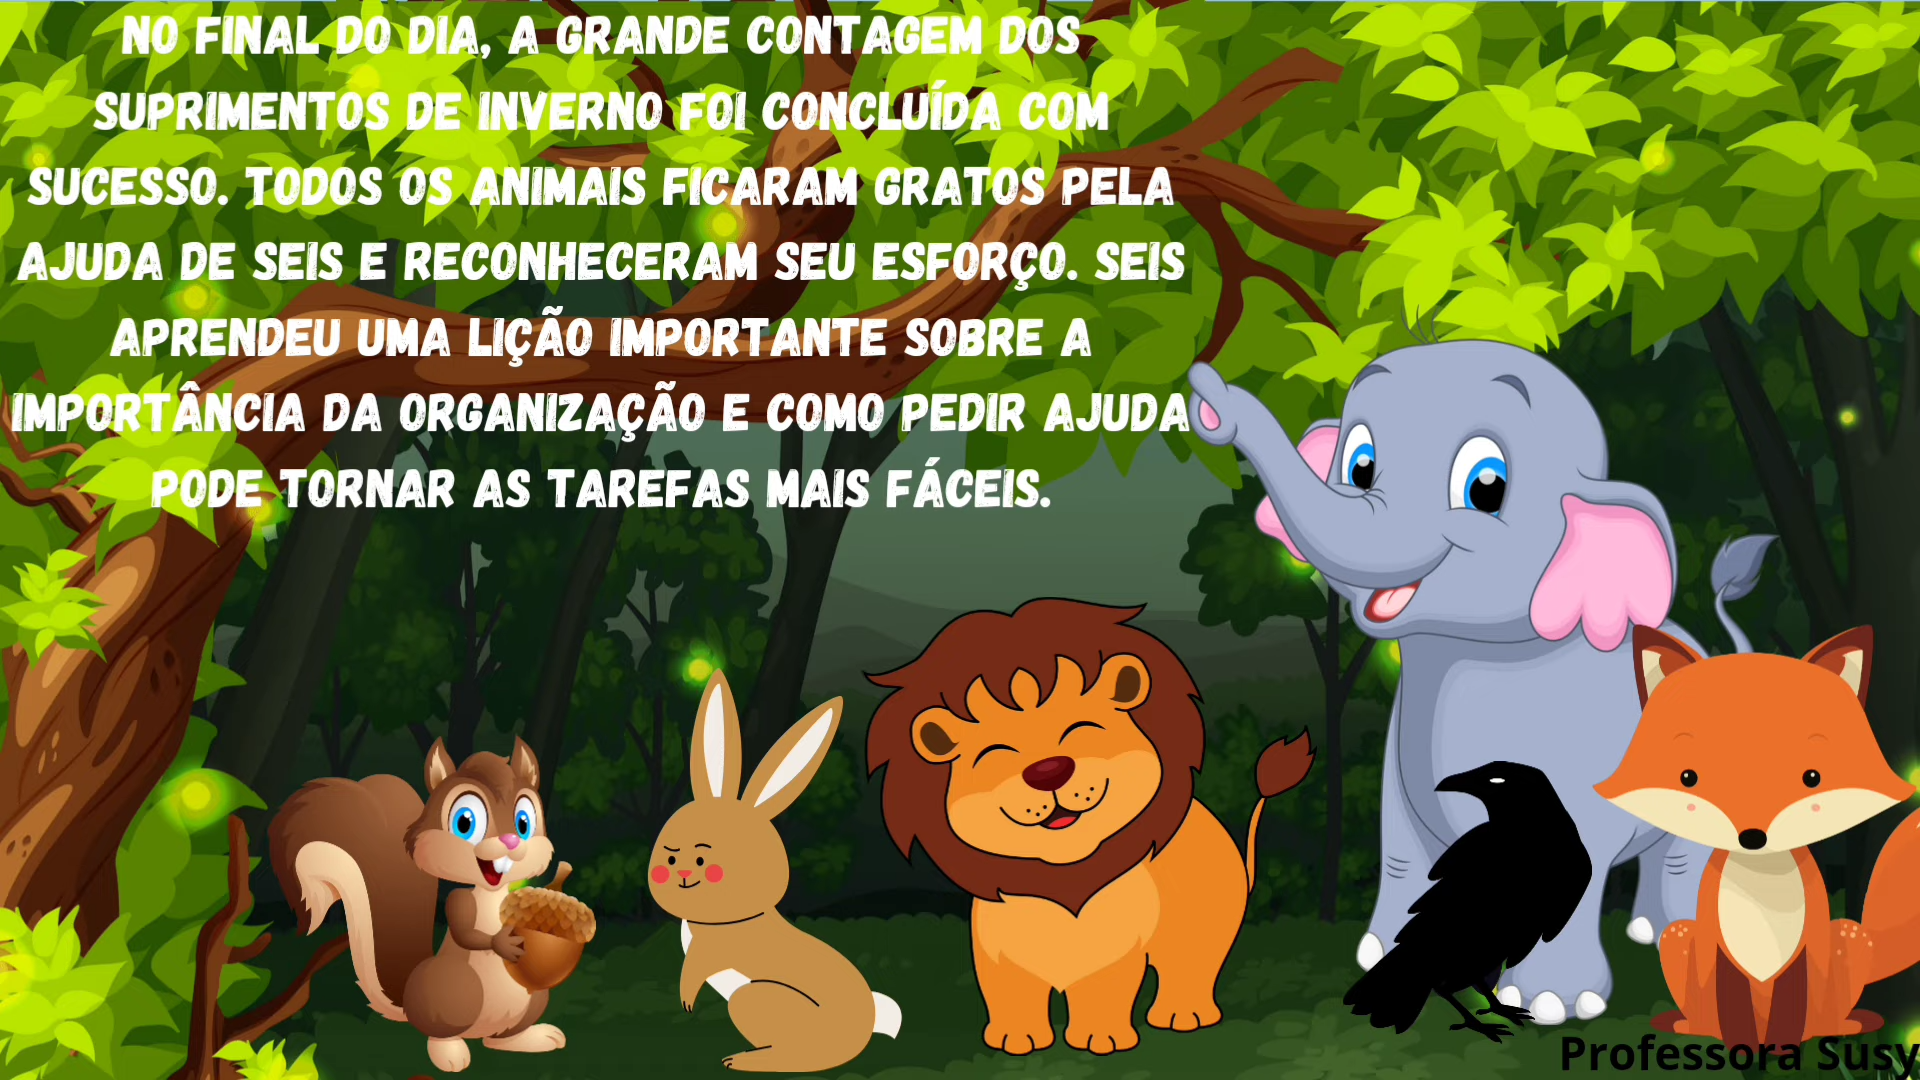 NO FINAL DO DIA, A GRANDE CONTAGEM DOS
SUPRIMENTOS DE INVERNO FOI CONCLUÍDA COM
SUCESSO. TODOS OS ANIMAIS FICARAM GRATOS PELA
AJUDA DE SEIS E RECONHECERAM SEU ESFORÇO. SEIS
APRENDEU UMA LIÇÃO IMPORTANTE SOBRE A
IMPORTÂNCIA DA ORGANIZAÇÃO E COMO PEDIR AJUDA
PODE TORNAR AS TAREFAS MAIS FÁCEIS.
Professora Susy